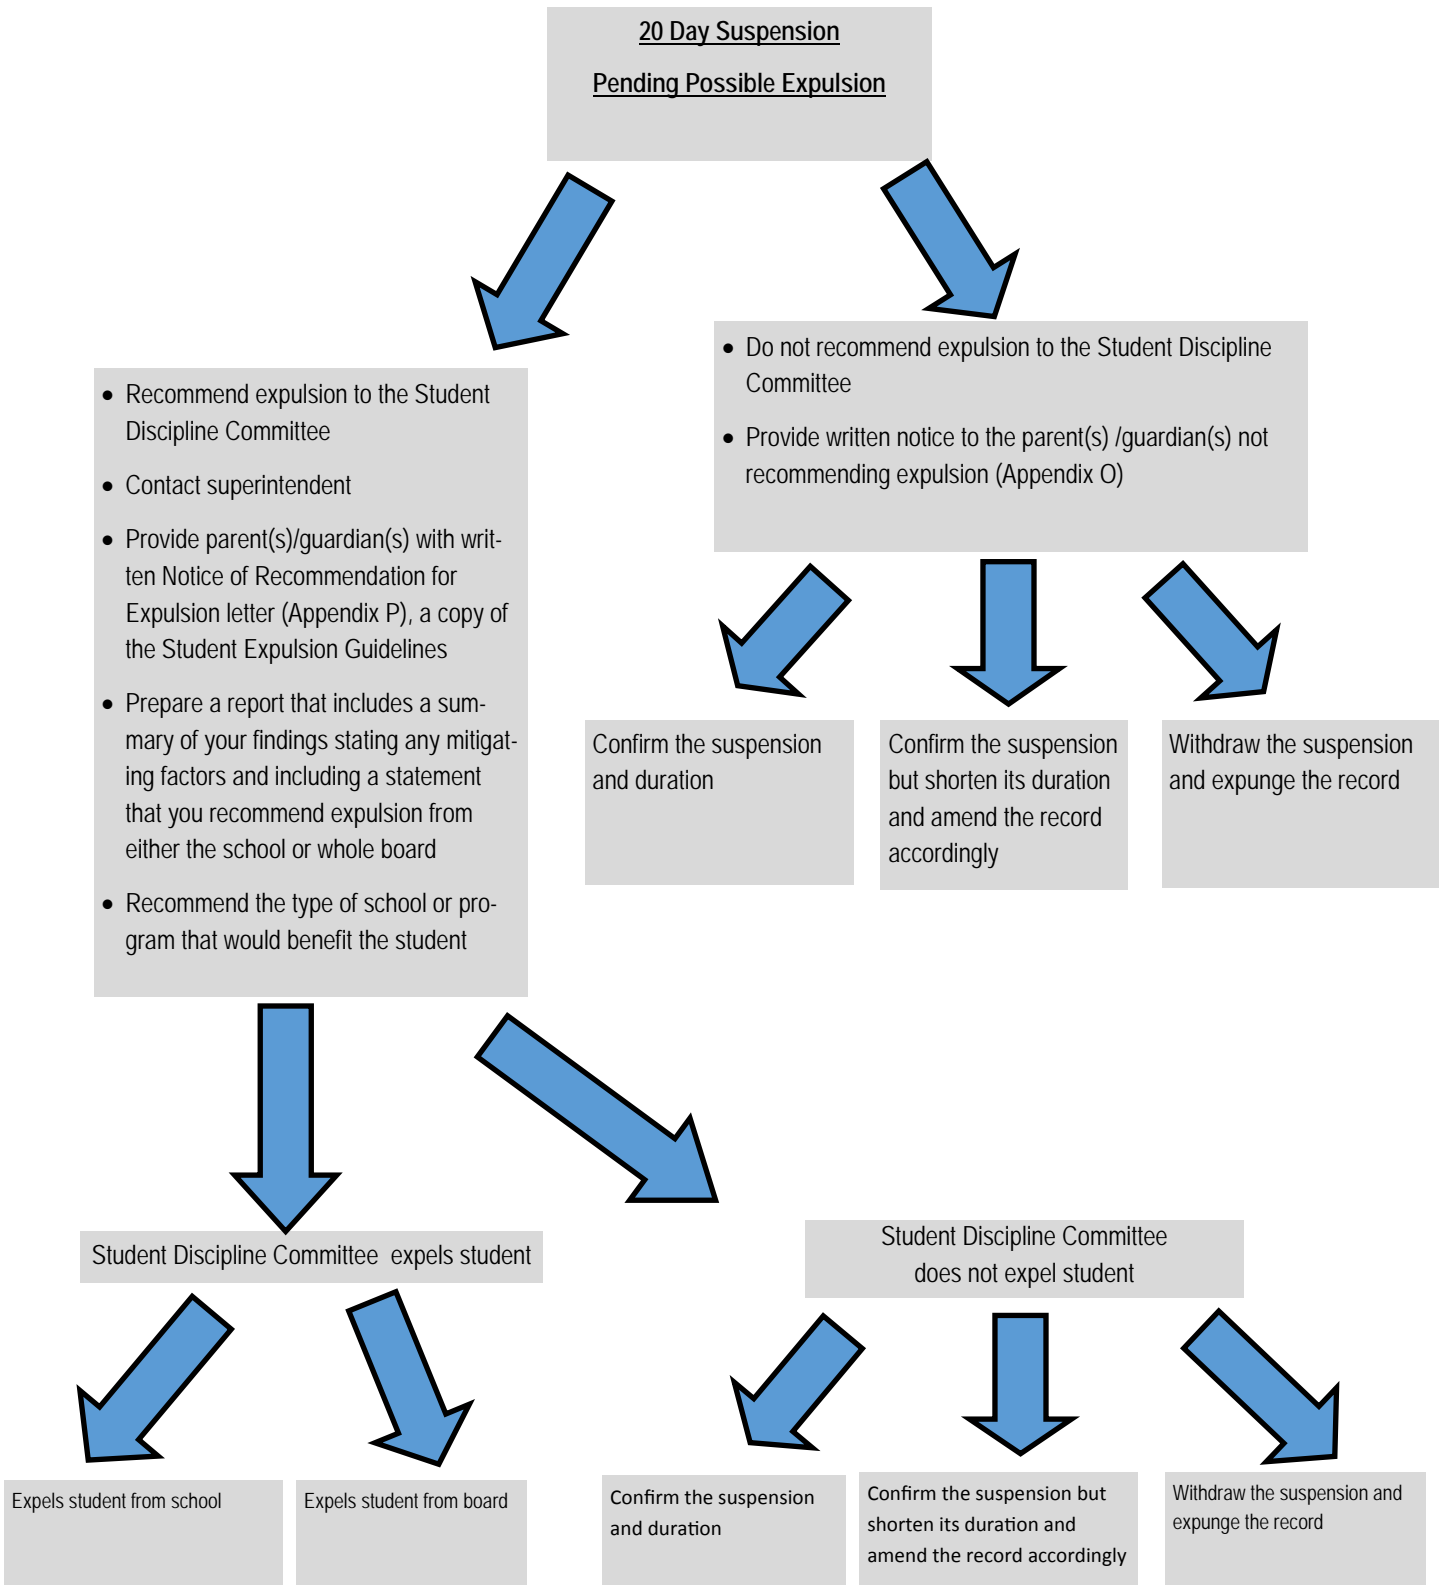 20 Day Suspension
Pending Possible Expulsion
• Recommend expulsion to the Student
Discipline Committee
• Contact superintendent
• Provide parent(s)/guardian(s) with writ-
ten Notice of Recommendation for
Expulsion letter (Appendix P), a copy of
the Student Expulsion Guidelines
• Prepare a report that includes a sum-
mary of your findings stating any mitigat-
ing factors and including a statement
that you recommend expulsion from
either the school or whole board
• Recommend the type of school or pro-
gram that would benefit the student
• Do not recommend expulsion to the Student Discipline
Committee
• Provide written notice to the parent(s) /guardian(s) not
recommending expulsion (Appendix O)
Confirm the suspension
and duration
Confirm the suspension
but shorten its duration
and amend the record
accordingly
Withdraw the suspension
and expunge the record
Student Discipline Committee  expels student
Student Discipline Committee
does not expel student
Expels student from school
Expels student from board
Confirm the suspension
and duration
Confirm the suspension but
shorten its duration and
amend the record accordingly
Withdraw the suspension and
expunge the record